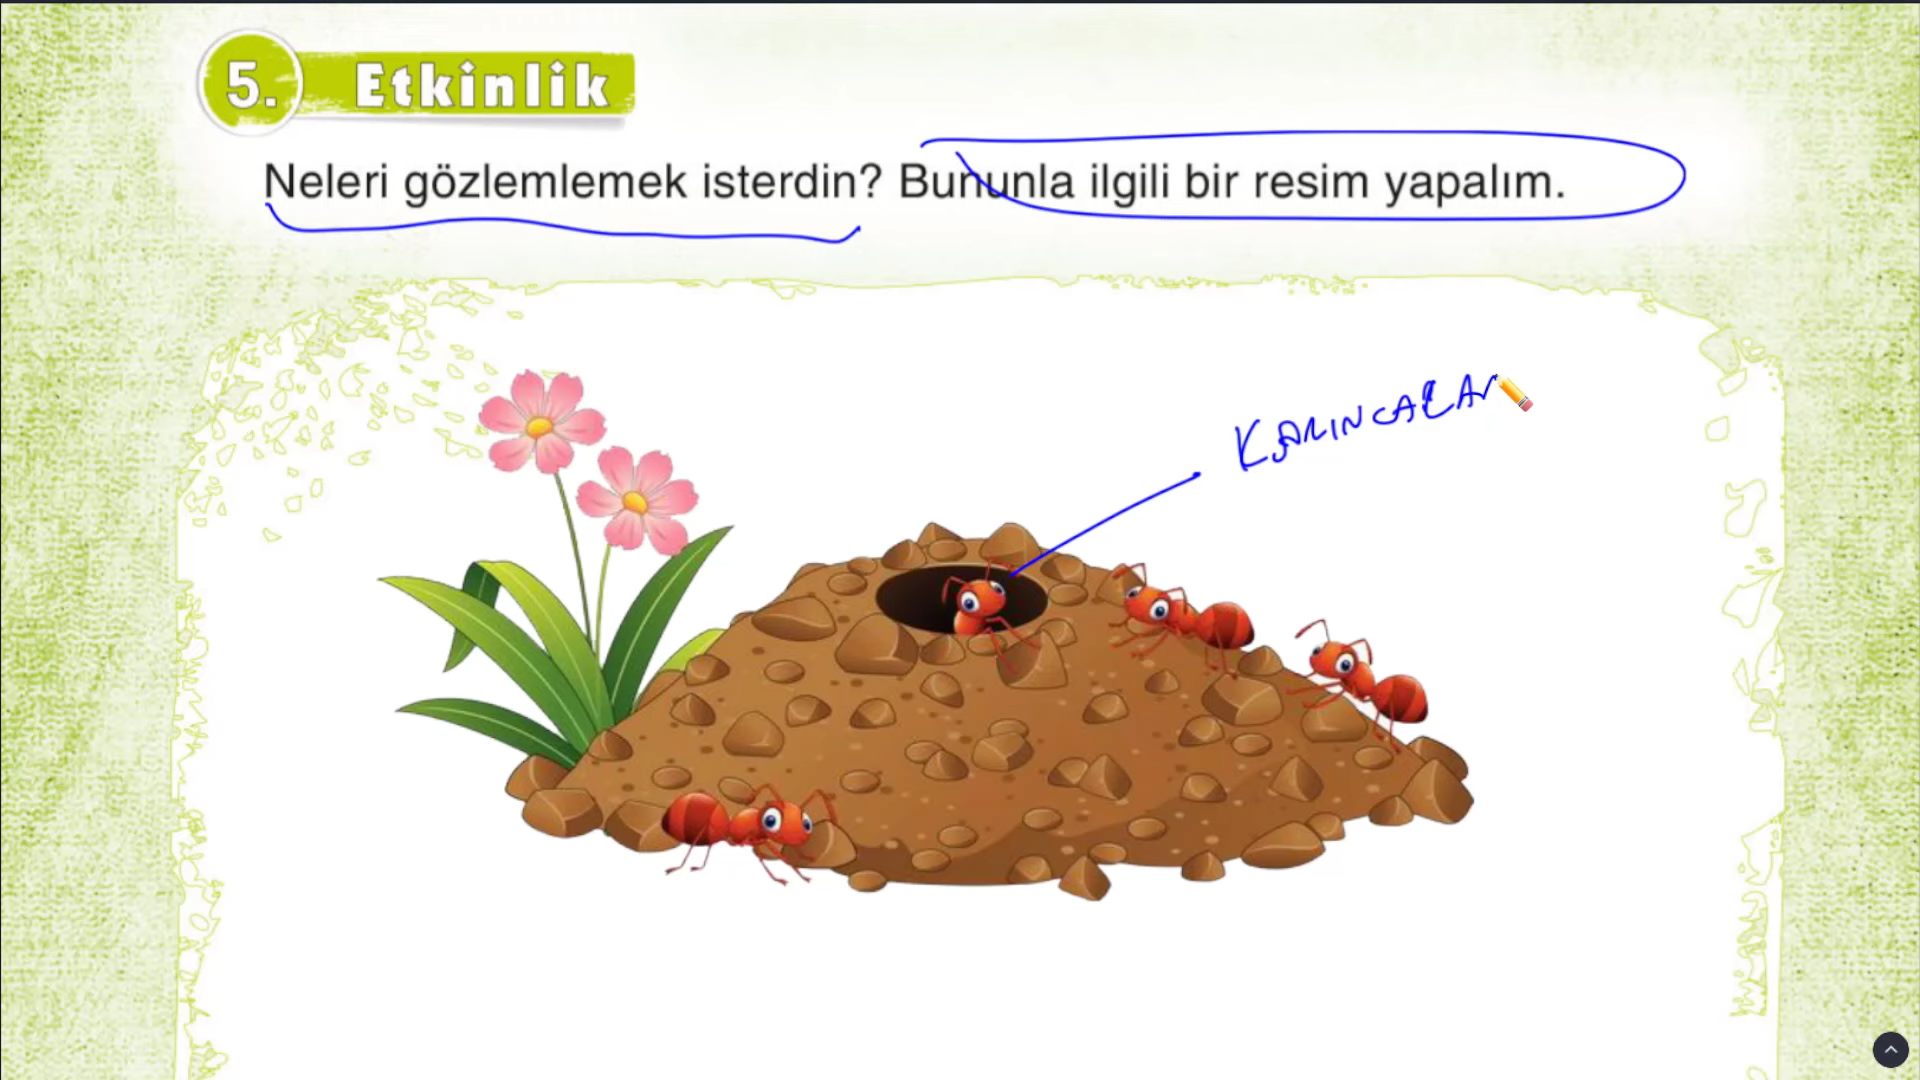 5. Etkinlik
Neleri gözlemlemek isterdin? Bununla ilgili bir resim yapalım.
KARINCALAR